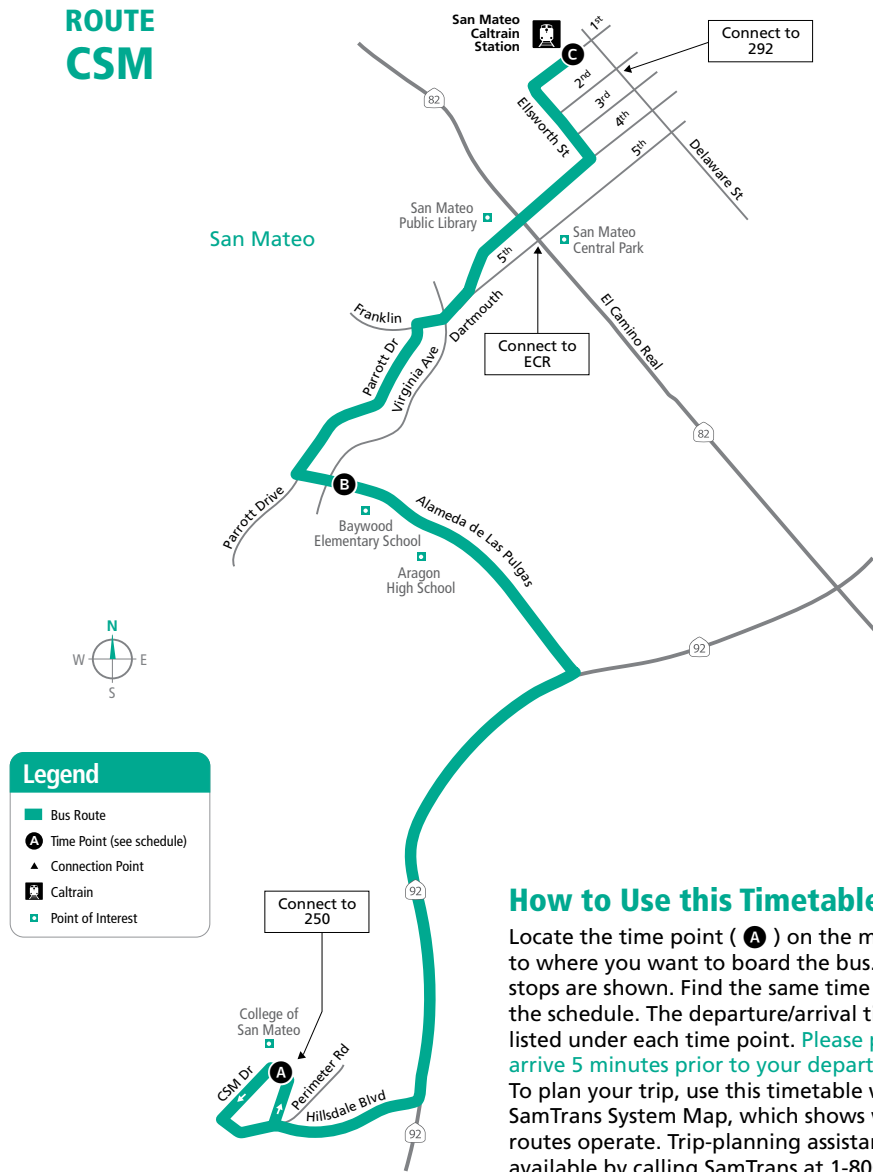 ROUTE
CSM
San Mateo
Caltrain
Station
C
1st
Connect to
292
2nd
3rd
4th
5th
Ellsworth St
Delaware St
82
San Mateo
Public Library
San Mateo
San Mateo
Central Park
5th
Franklin
Dartmouth
El Camino Real
Connect to
ECR
Parrott Dr
Virginia Ave
82
B
Parrott Drive
Alameda de Las Pulgas
Baywood
Elementary School
Aragon
High School
N
W
E
S
92
Legend
Bus Route
A Time Point (see schedule)
Connection Point
Caltrain
Point of Interest
92
Connect to
250
College of
San Mateo
A
CSM Dr
Perimeter Rd
Hillsdale Blvd
92
How to Use this Timetable
Locate the time point ( A ) on the m
to where you want to board the bus.
stops are shown. Find the same time
the schedule. The departure/arrival t
listed under each time point. Please p
arrive 5 minutes prior to your depart
To plan your trip, use this timetable
SamTrans System Map, which shows
routes operate. Trip-planning assistan
available by calling SamTrans at 1-80